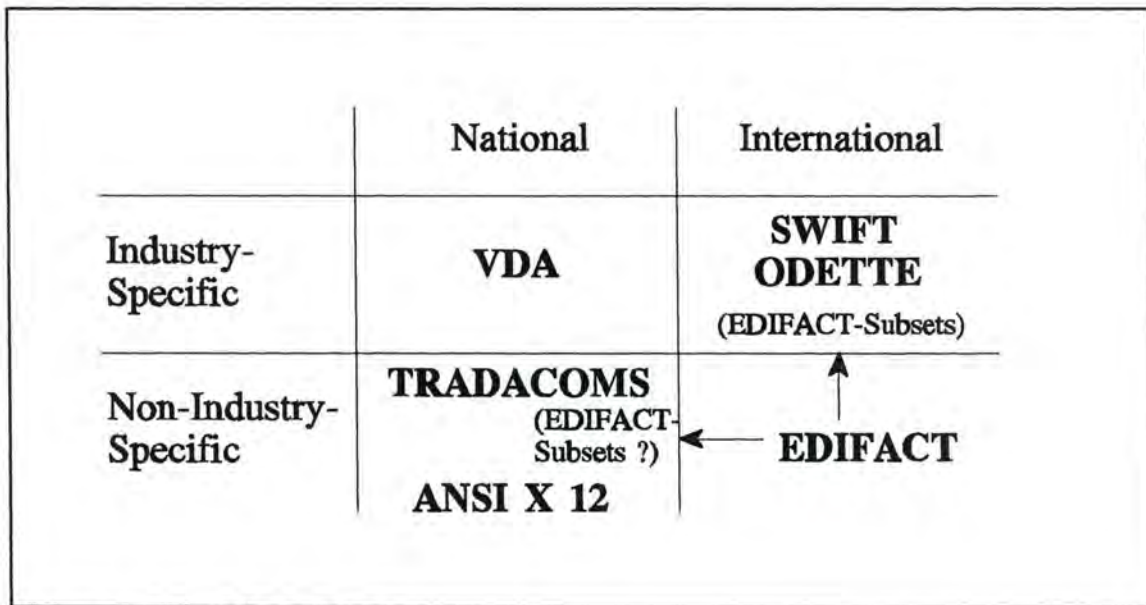 National International
Industry-
Specific
VDA
SWIFT
ODETTE
(EDIFACT-Subsets)
Non-Industry-
Specific
TRADACOMS
(EDIFACT-
Subsets ?)
ANSI X 12
EDIFACT